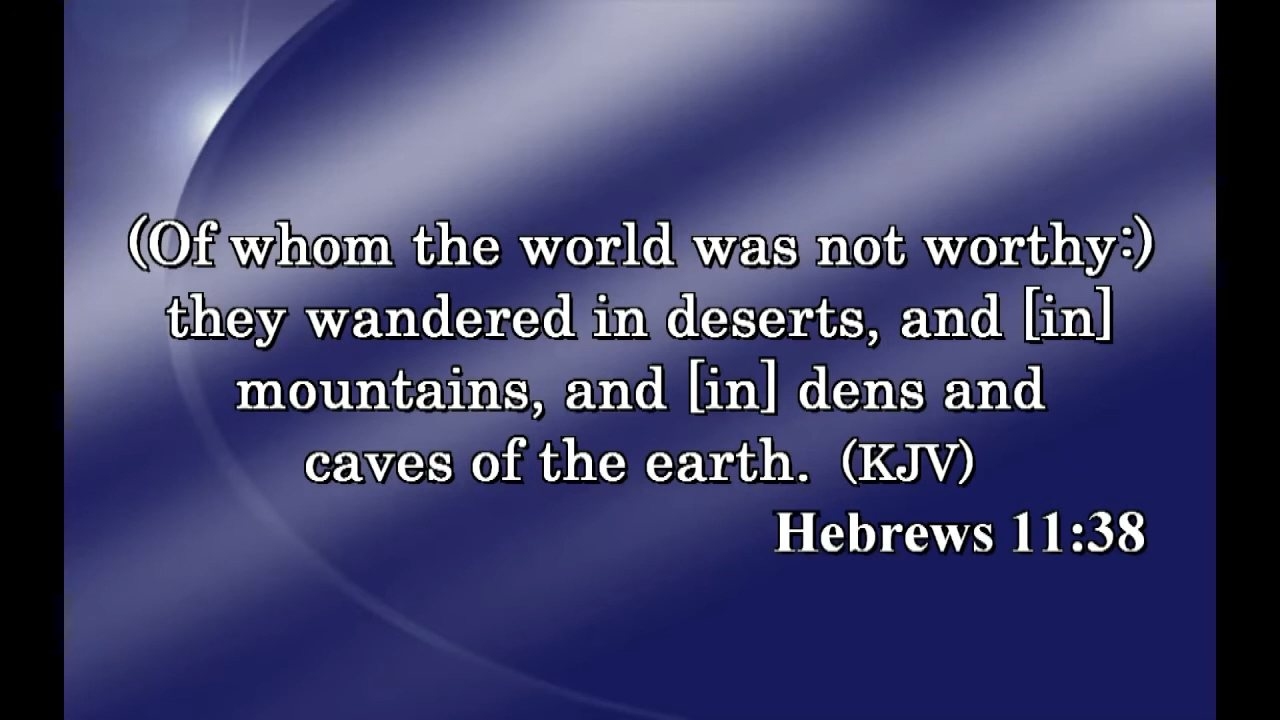 (Of whom the world was not worthy:)
they wandered in deserts, and [in]
mountains, and [in] dens and
caves of the earth. (KJV)
Hebrews 11:38